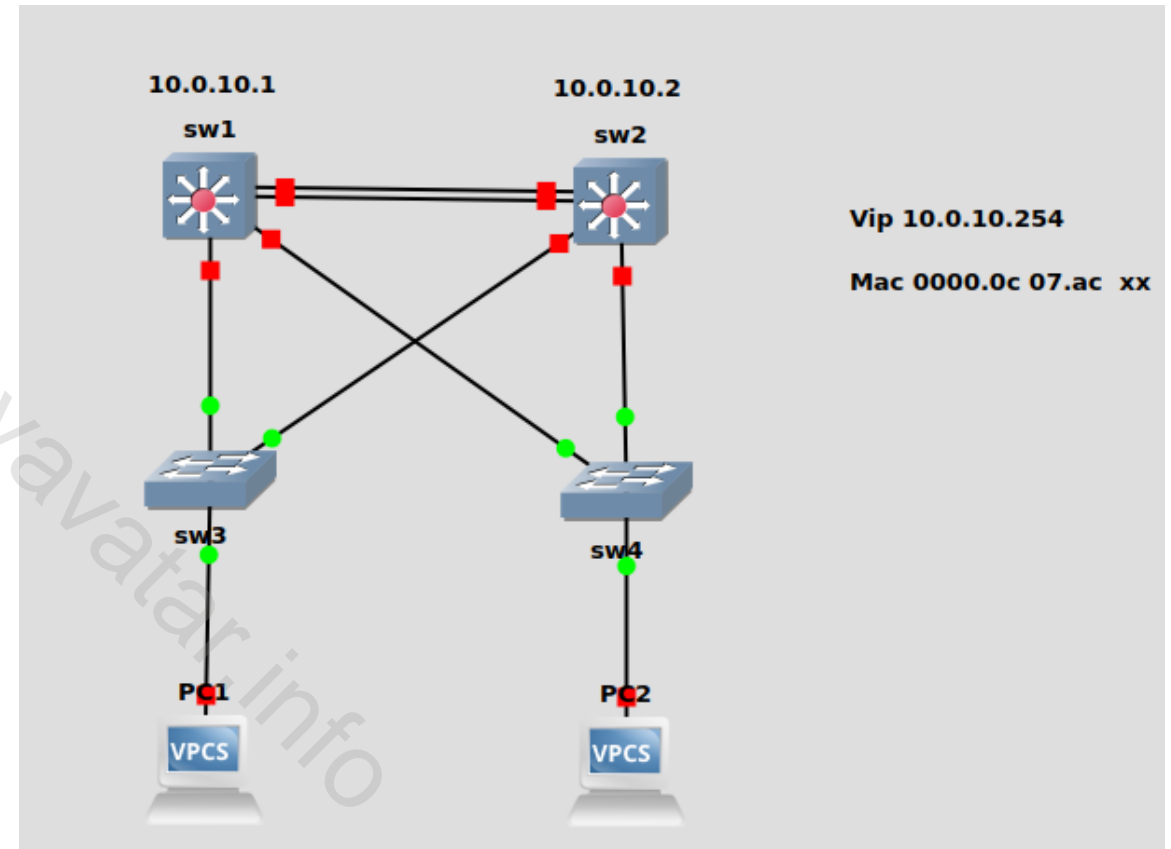 10.0.10.1
10.0.10.2
sw1
sw2
Vip 10.0.10.254
Mac 0000.0c 07.ac xx
sw3
sw4
PC1
PC2
VPCS
VPCS
avatar.info